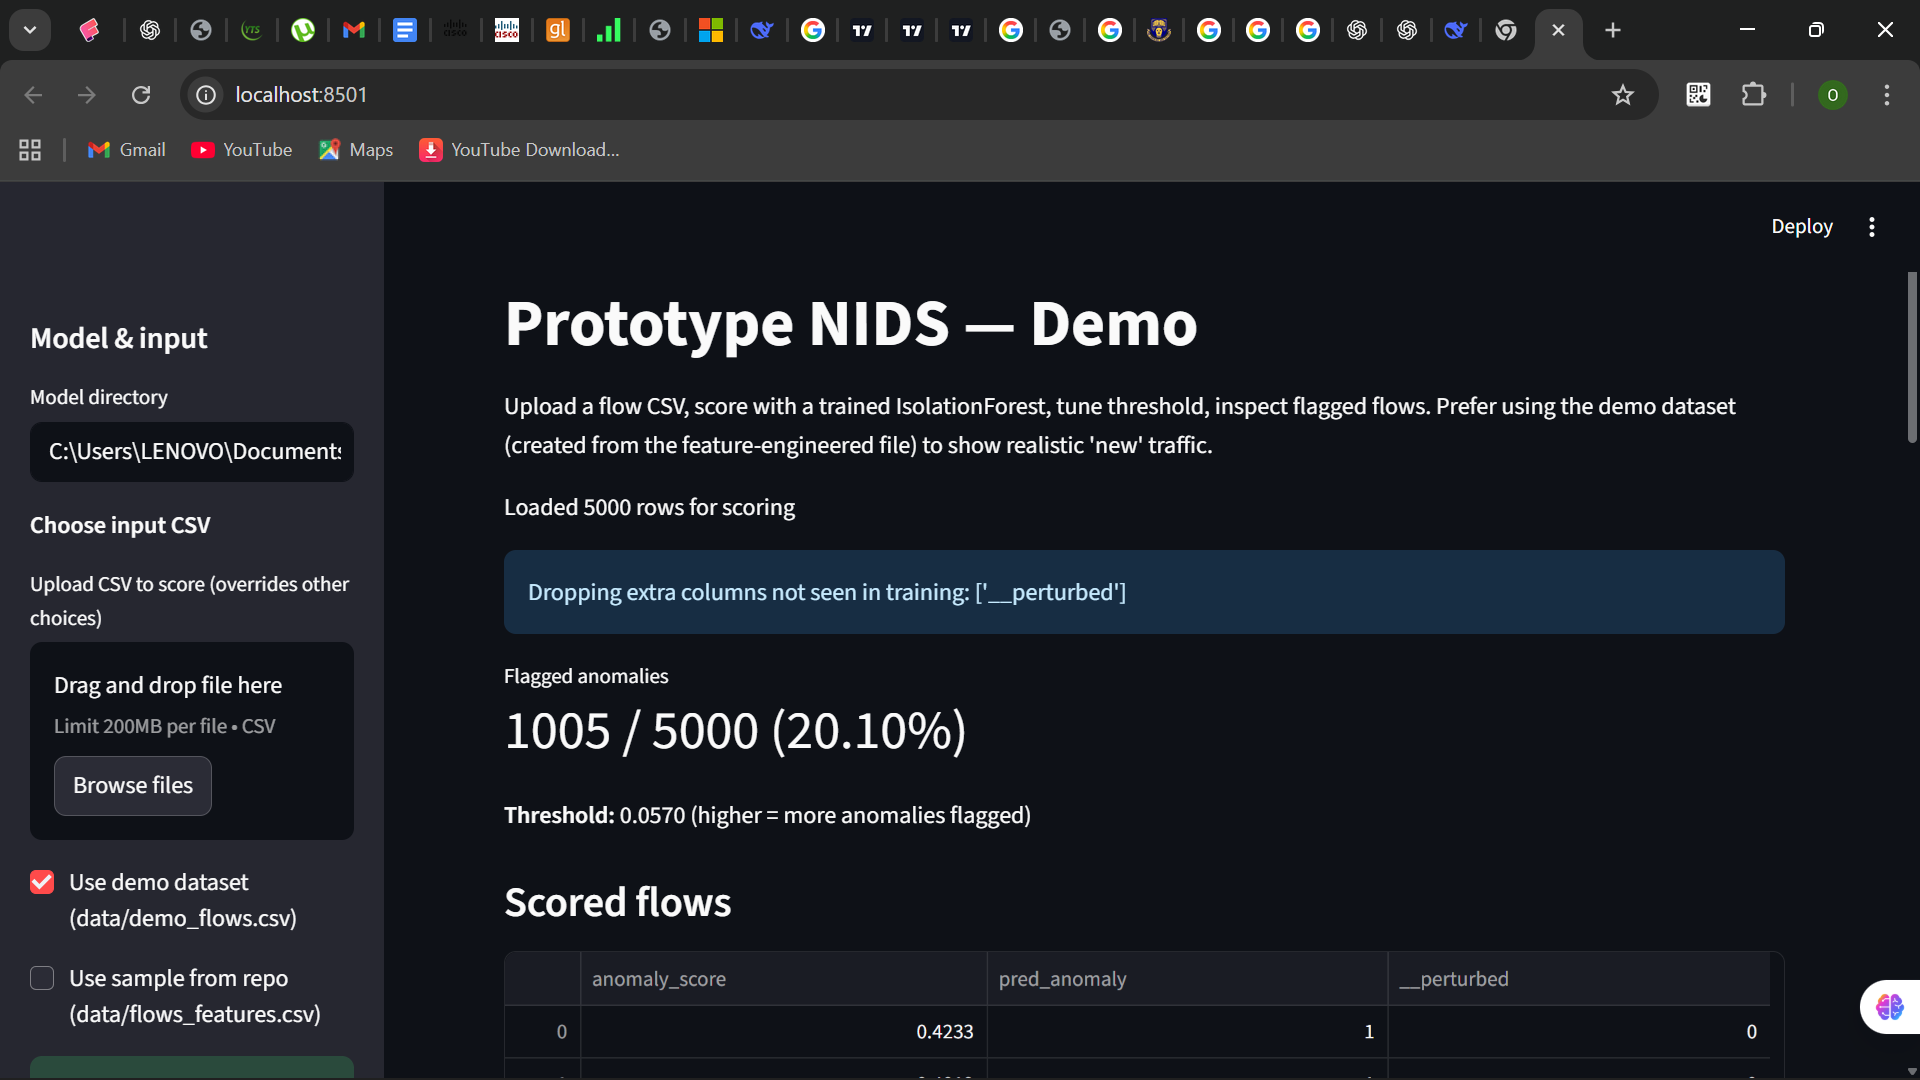 localhost:8501
Gmail
YouTube
Maps
YouTube Download...
Deploy
Model & input
Model directory
C:\Users\LENOVO\Documents
Choose input CSV
Upload CSV to score (overrides other
choices)
Drag and drop file here
Limit 200MB per file • CSV
Browse files
Use demo dataset
(data/demo_flows.csv)
Use sample from repo
(data/flows_features.csv)
Prototype NIDS — Demo
Upload a flow CSV, score with a trained IsolationForest, tune threshold, inspect flagged flows. Prefer using the demo dataset
(created from the feature-engineered file) to show realistic 'new' traffic.
Loaded 5000 rows for scoring
Dropping extra columns not seen in training: ['__perturbed']
Flagged anomalies
1005 / 5000 (20.10%)
Threshold: 0.0570 (higher = more anomalies flagged)
Scored flows
anomaly_score pred_anomaly __perturbed
0 0.4233 1 0